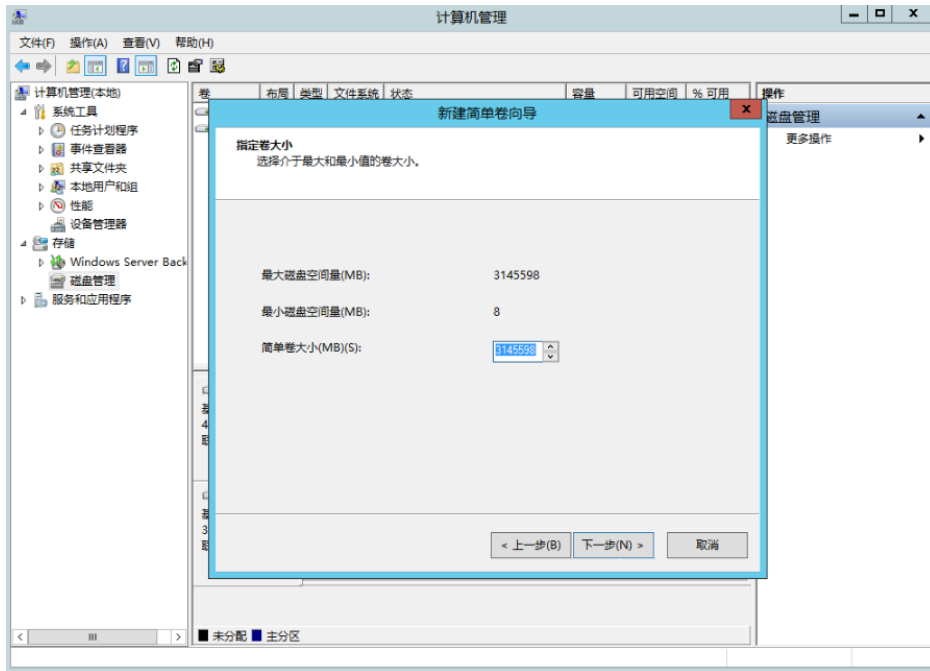 计算机管理
文件(F) 操作(A) 查看(V) 帮助(H)
计算机管理(本地)
系统工具
任务计划程序
事件查看器
共享文件夹
本地用户和组
性能
设备管理器
存储
Windows Server Back
磁盘管理
服务和应用程序
卷 布局 类型 文件系统 状态 容量 可用空间 % 可用
操作
磁盘管理
更多操作
新建简单卷向导
x
指定卷大小
选择介于最大和最小值的卷大小。
最大磁盘空间量(MB): 3145598
最小磁盘空间量(MB): 8
简单卷大小(MB)(S): 3145598
< 上一步(B) 下一步(N) > 取消
4
3
未分配 主分区